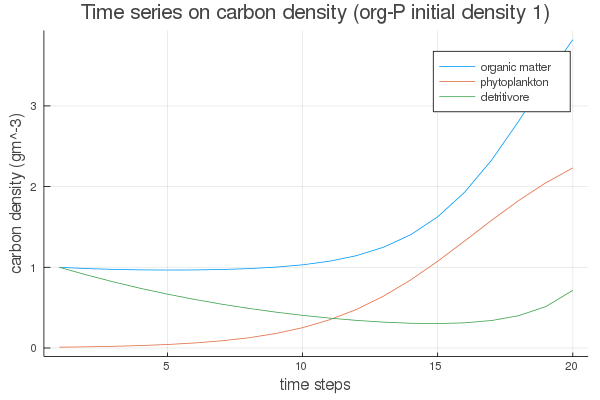 Time series on carbon density (org-P initial density 1)
organic matter
phytoplankton
detritivore
carbon density (gm^-3)
3
2
1
0
5
10
15
20
time steps